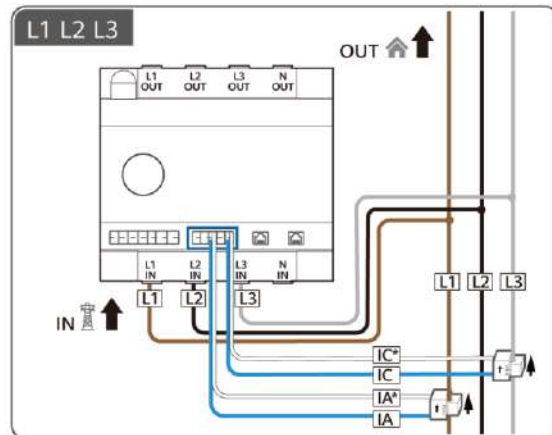 L1 L2 L3
OUT
L1 OUT
L2 OUT
L3 OUT
N OUT
L1 IN
L2 IN
L3 IN
N IN
IN
L1
L2
L3
L1
L2
L3
IC*
IC
IA*
IA